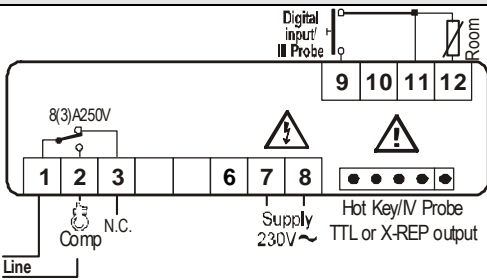 Digital
input/
III Probe
Room
9 10 11 12
8(3)A250V
1 2 3 6 7 8
Comp
N.C.
Supply
230V~
Hot Key/IV Probe
TTL or X-REP output
Line